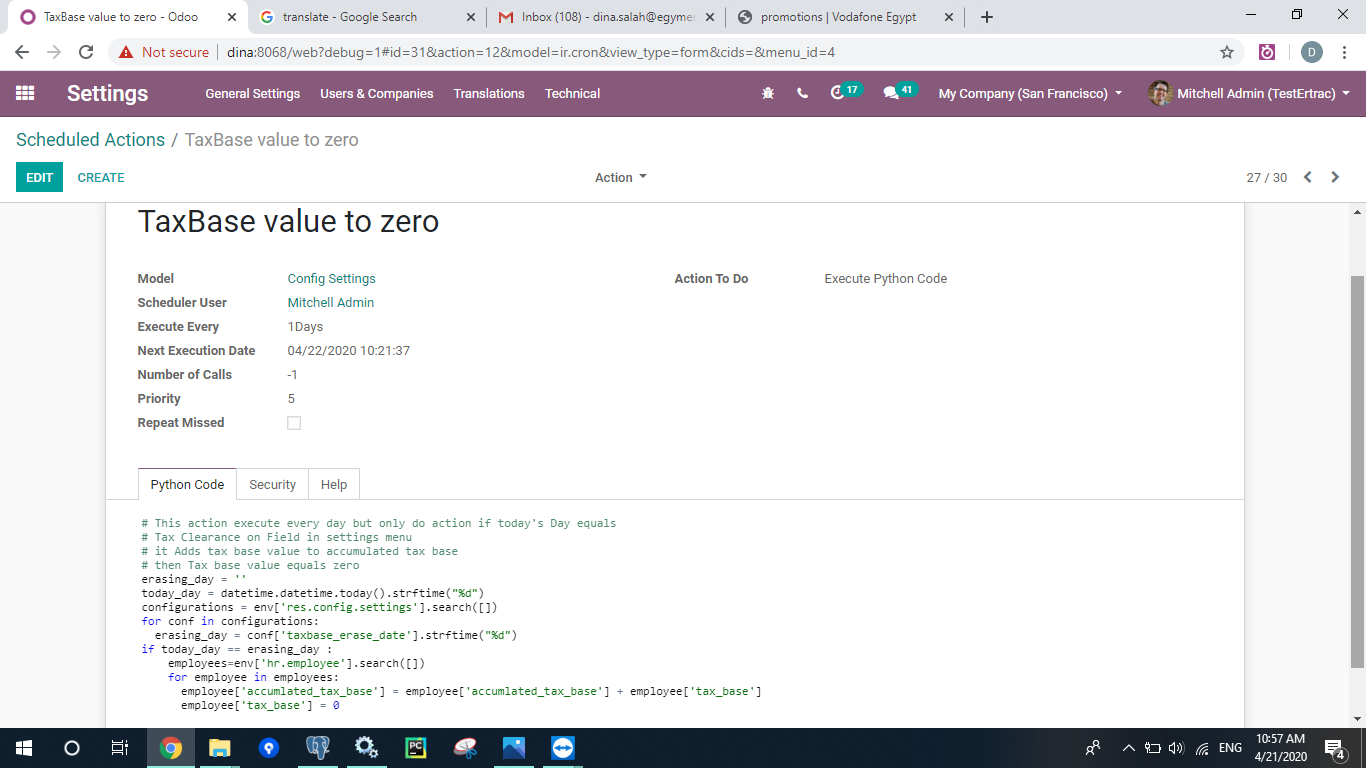 TaxBase value to zero - Odoo
translate - Google Search
Inbox (108) - dina.salah@egymer
promotions | Vodafone Egypt
Not secure
dina:8068/web?debug=1#id=31&action=12&model=ir.cron&view_type=form&cids=&menu_id=4
D
Settings
General Settings
Users & Companies
Translations
Technical
17
41
My Company (San Francisco)
Mitchell Admin (TestErtrac)
Scheduled Actions / TaxBase value to zero
EDIT
CREATE
Action
27 / 30
TaxBase value to zero
Model Config Settings
Action To Do Execute Python Code
Scheduler User Mitchell Admin
Execute Every 1Days
Next Execution Date 04/22/2020 10:21:37
Number of Calls -1
Priority 5
Repeat Missed
Python Code
Security
Help
# This action execute every day but only do action if today's Day equals
# Tax Clearance on Field in settings menu
# it Adds tax base value to accumulated tax base
# then Tax base value equals zero
erasing_day = ''
today_day = datetime.datetime.today().strftime("%d")
configurations = env['res.config.settings'].search([])
for conf in configurations:
  erasing_day = conf['taxbase_erase_date'].strftime("%d")
if today_day == erasing_day :
    employees=env['hr.employee'].search([])
    for employee in employees:
      employee['accumlated_tax_base'] = employee['accumlated_tax_base'] + employee['tax_base']
      employee['tax_base'] = 0
PC
ENG
10:57 AM
4/21/2020
4